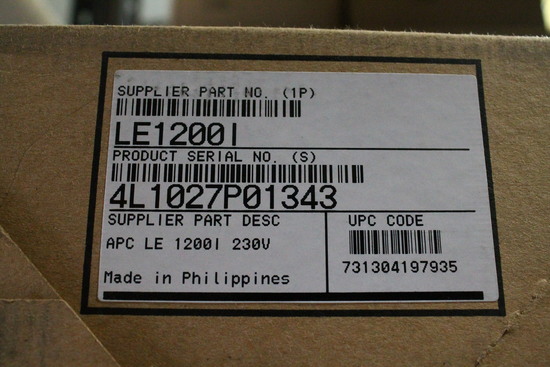 SUPPLIER PART NO. (1P)
LE1200I
PRODUCT SERIAL NO. (S)
4L1027P01343
SUPPLIER PART DESC
APC LE 1200I 230V
Made in Philippines
UPC CODE
731304197935